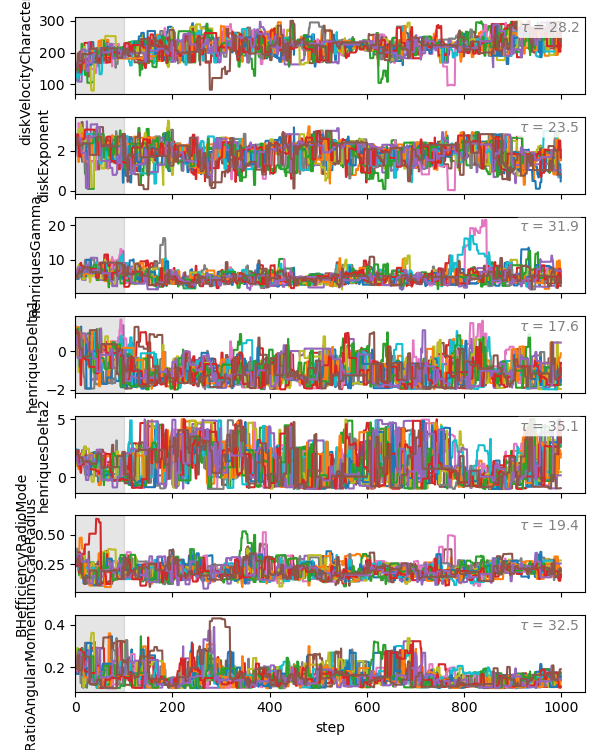 diskVelocityCharacte
300
200
100
τ = 28.2
diskExponent
2
0
τ = 23.5
henriquesGamma
20
10
τ = 31.9
henriquesDelta1
0
−2
τ = 17.6
henriquesDelta2
5
0
τ = 35.1
BHefficiencyRadioMode
0.50
0.25
τ = 19.4
RatioAngularMomentumScaleRadius
0.4
0.2
τ = 32.5
0 200 400 600 800 1000
step